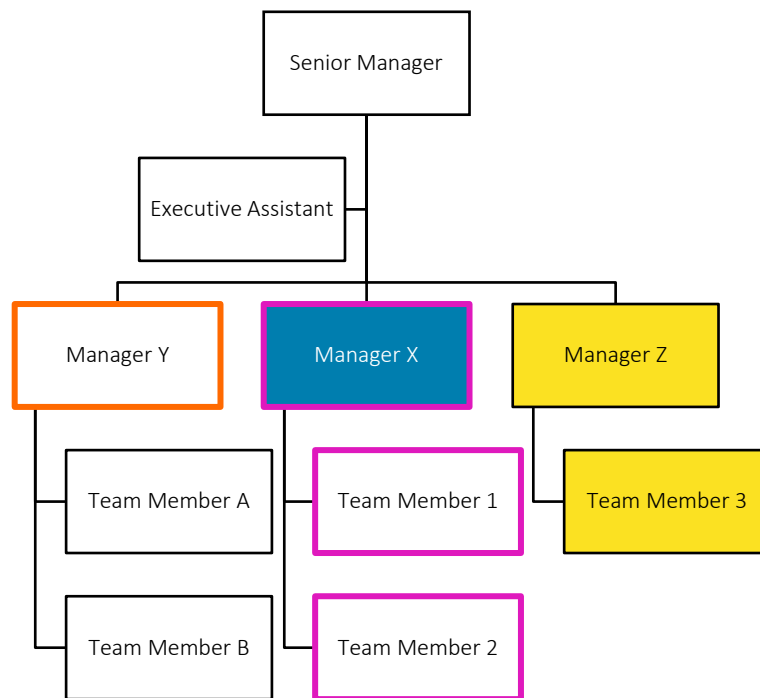 Senior Manager
Executive Assistant
Manager Y
Manager X
Manager Z
Team Member A
Team Member 1
Team Member 3
Team Member B
Team Member 2